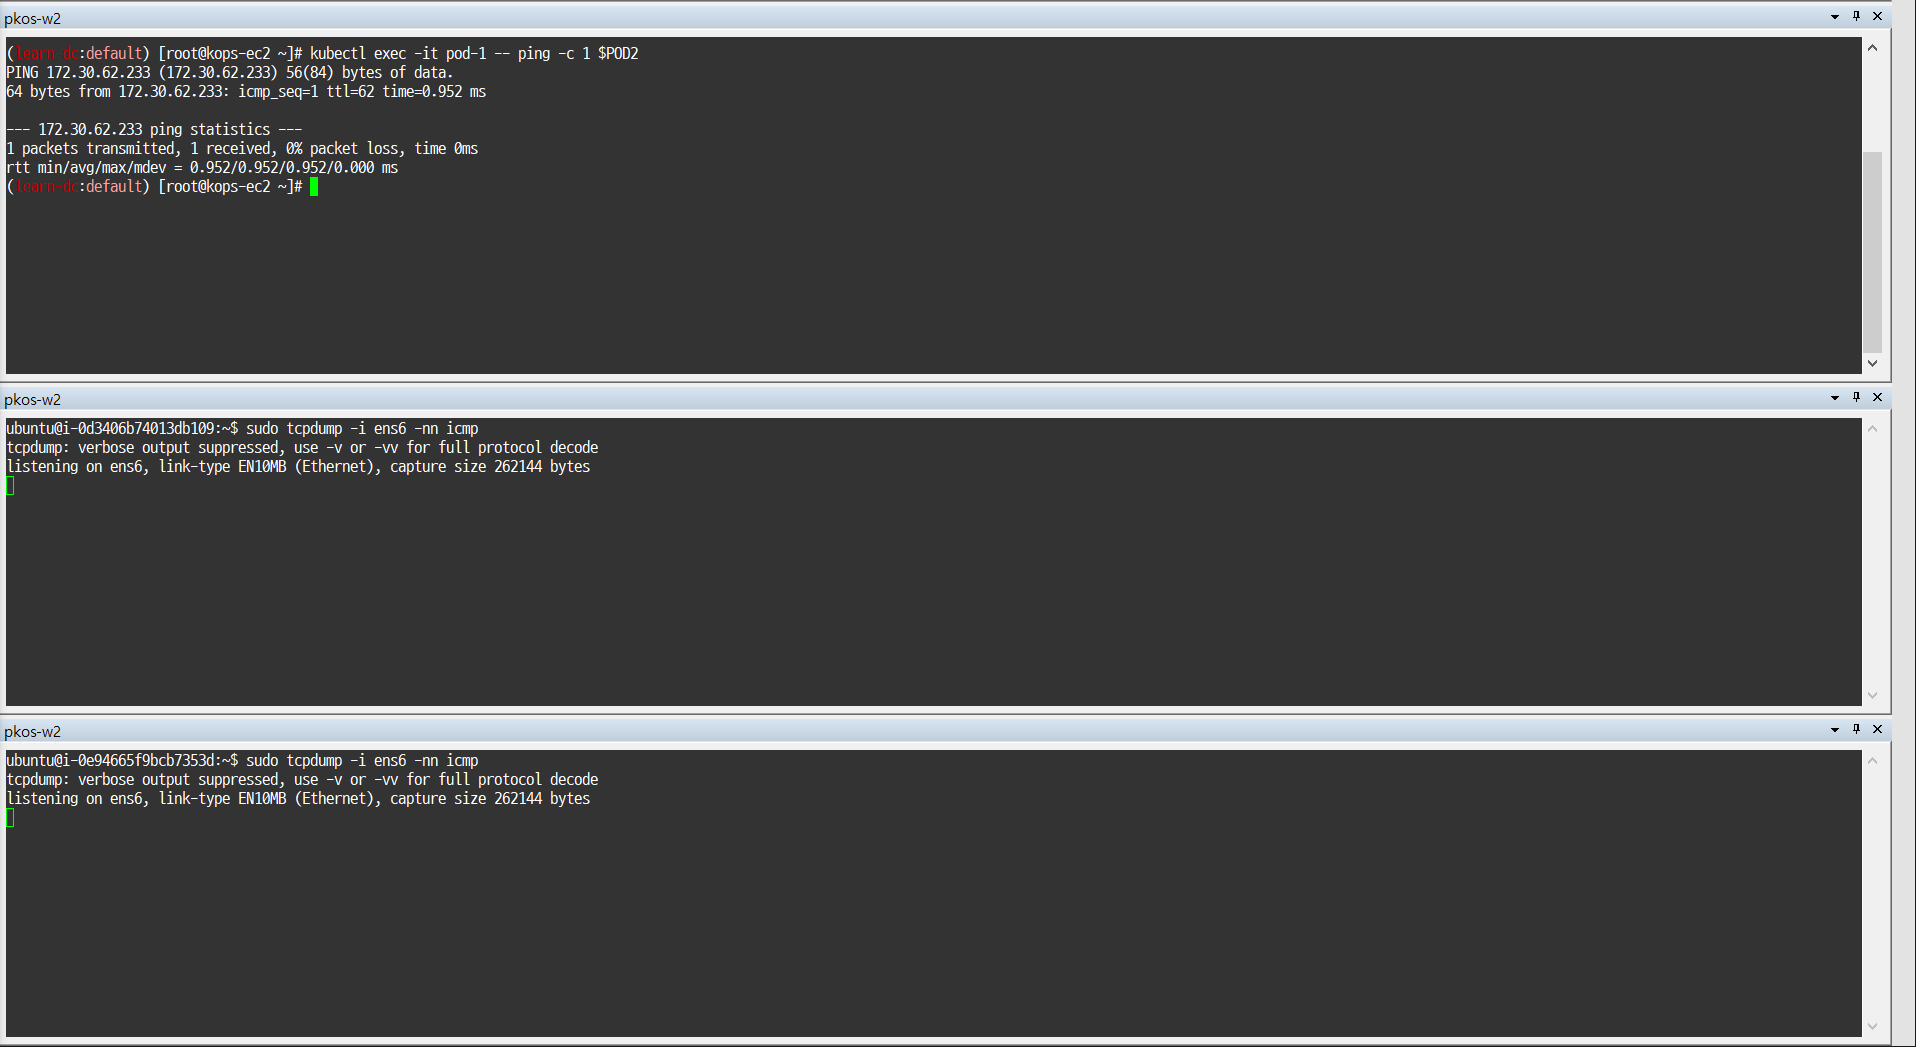 pkos-w2
(learn-dc:default) [root@kops-ec2 ~]# kubectl exec -it pod-1 -- ping -c 1 $POD2
PING 172.30.62.233 (172.30.62.233) 56(84) bytes of data.
64 bytes from 172.30.62.233: icmp_seq=1 ttl=62 time=0.952 ms
--- 172.30.62.233 ping statistics ---
1 packets transmitted, 1 received, 0% packet loss, time 0ms
rtt min/avg/max/mdev = 0.952/0.952/0.952/0.000 ms
(learn-dc:default) [root@kops-ec2 ~]#
pkos-w2
ubuntu@i-0d3406b74013db109:~$ sudo tcpdump -i ens6 -nn icmp
tcpdump: verbose output suppressed, use -v or -vv for full protocol decode
listening on ens6, link-type EN10MB (Ethernet), capture size 262144 bytes
pkos-w2
ubuntu@i-0e94665f9bcb7353d:~$ sudo tcpdump -i ens6 -nn icmp
tcpdump: verbose output suppressed, use -v or -vv for full protocol decode
listening on ens6, link-type EN10MB (Ethernet), capture size 262144 bytes